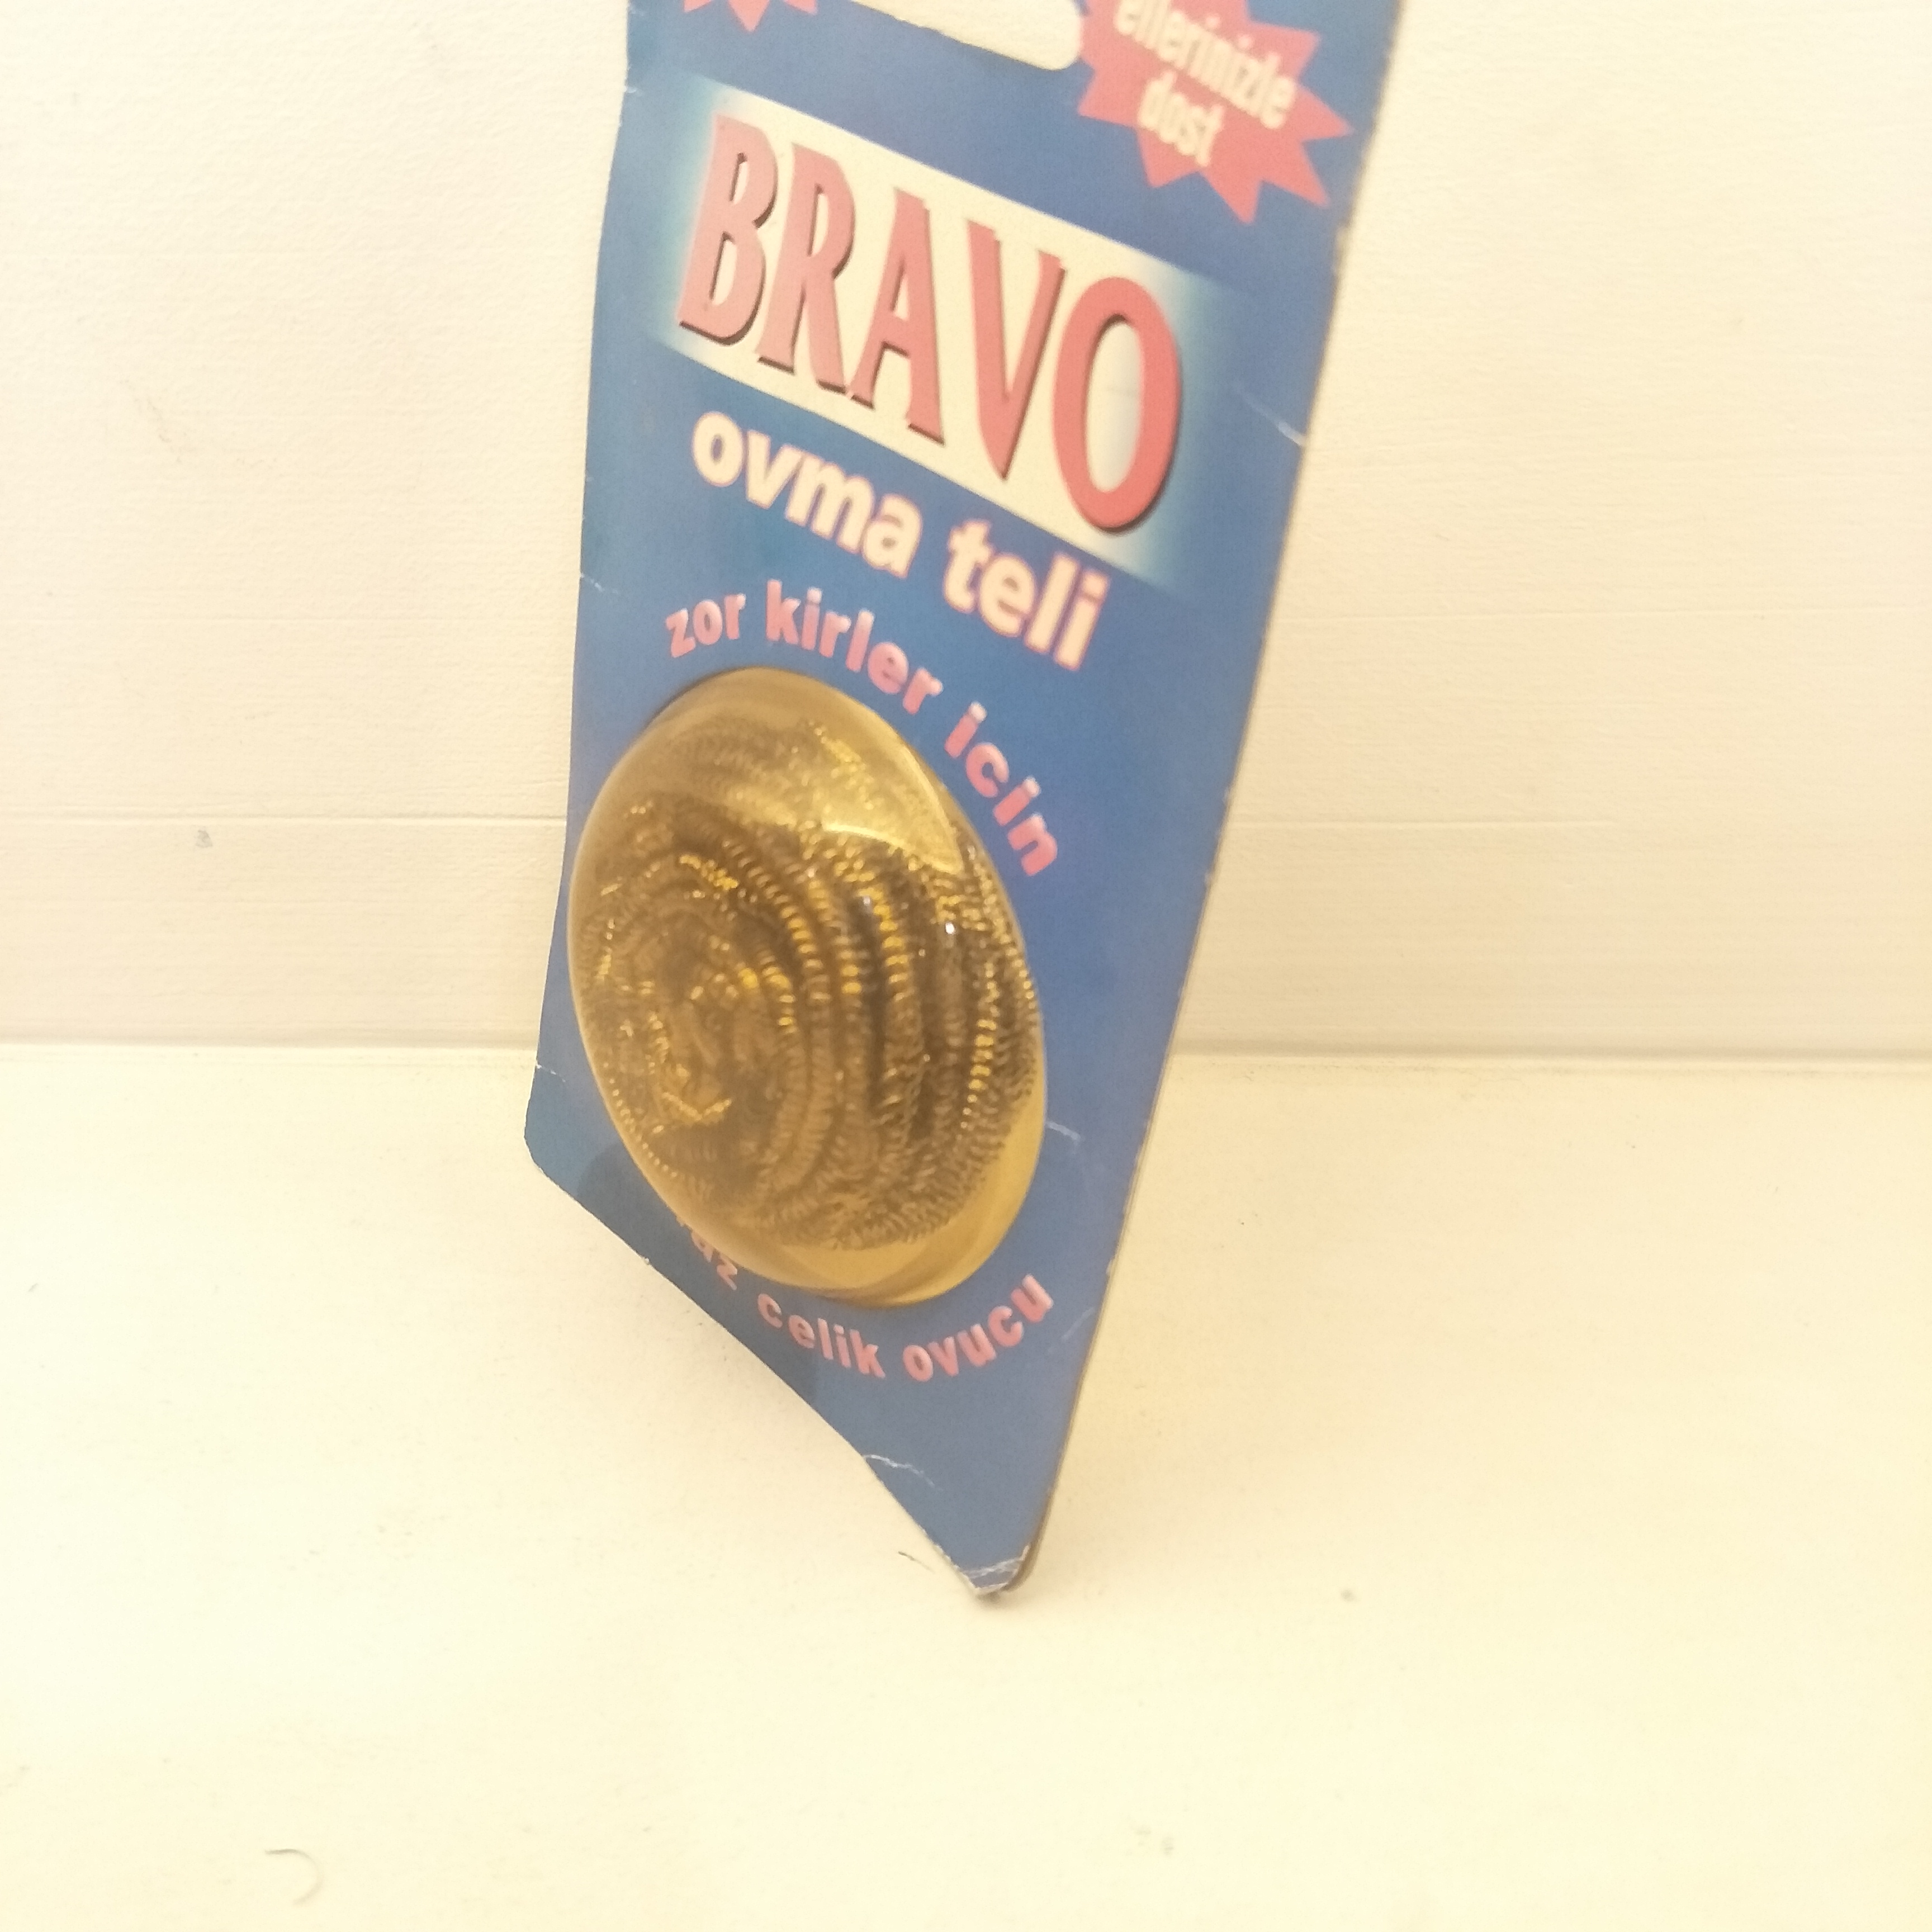 ellerinizle
dost
BRAVO
ovma teli
zor kirler icin
celik ovucu